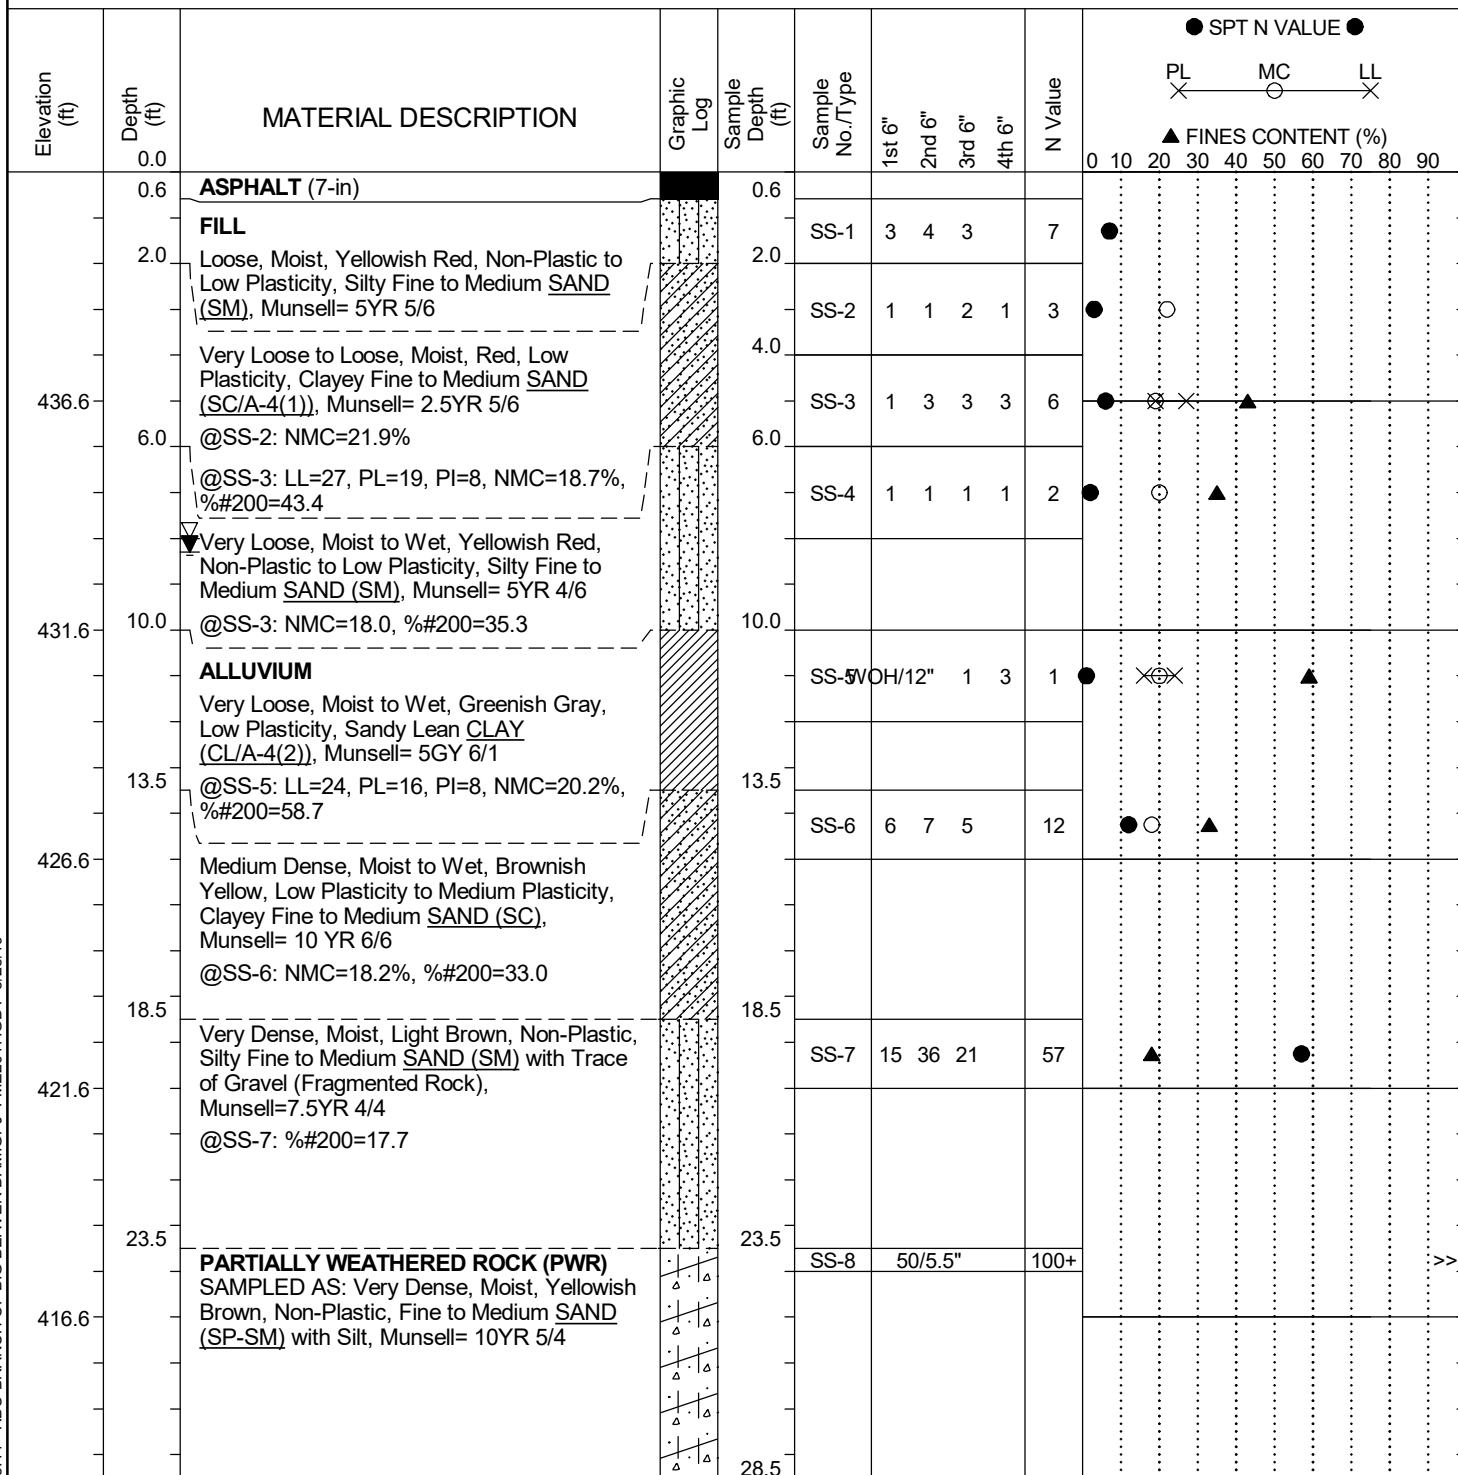 ● SPT N VALUE ●
PL MC LL
▲ FINES CONTENT (%)
0 10 20 30 40 50 60 70 80 90
Elevation (ft)
Depth (ft)
0.0
MATERIAL DESCRIPTION
Graphic Log
Sample Depth (ft)
Sample No./Type
1st 6"
2nd 6"
3rd 6"
4th 6"
N Value
0.6 ASPHALT (7-in) 0.6
FILL
SS-1 3 4 3 7
2.0 Loose, Moist, Yellowish Red, Non-Plastic to 2.0
Low Plasticity, Silty Fine to Medium SAND
(SM), Munsell= 5YR 5/6
SS-2 1 1 2 1 3
4.0
Very Loose to Loose, Moist, Red, Low
Plasticity, Clayey Fine to Medium SAND
436.6 (SC/A-4(1)), Munsell= 2.5YR 5/6
SS-3 1 3 3 3 6
6.0 @SS-2: NMC=21.9% 6.0
@SS-3: LL=27, PL=19, PI=8, NMC=18.7%,
%#200=43.4
SS-4 1 1 1 1 2
Very Loose, Moist to Wet, Yellowish Red,
Non-Plastic to Low Plasticity, Silty Fine to
Medium SAND (SM), Munsell= 5YR 4/6
431.6 10.0 @SS-3: NMC=18.0, %#200=35.3 10.0
ALLUVIUM
SS-5 WOH/12" 1 3 1
Very Loose, Moist to Wet, Greenish Gray,
Low Plasticity, Sandy Lean CLAY
(CL/A-4(2)), Munsell= 5GY 6/1
13.5 @SS-5: LL=24, PL=16, PI=8, NMC=20.2%, 13.5
%#200=58.7
SS-6 6 7 5 12
426.6 Medium Dense, Moist to Wet, Brownish
Yellow, Low Plasticity to Medium Plasticity,
Clayey Fine to Medium SAND (SC),
Munsell= 10 YR 6/6
@SS-6: NMC=18.2%, %#200=33.0
18.5 18.5
Very Dense, Moist, Light Brown, Non-Plastic,
Silty Fine to Medium SAND (SM) with Trace
SS-7 15 36 21 57
421.6 of Gravel (Fragmented Rock),
Munsell=7.5YR 4/4
@SS-7: %#200=17.7
23.5 23.5
PARTIALLY WEATHERED ROCK (PWR)
SS-8 50/5.5" 100+ >>
SAMPLED AS: Very Dense, Moist, Yellowish
416.6 Brown, Non-Plastic, Fine to Medium SAND
(SP-SM) with Silt, Munsell= 10YR 5/4
28.5